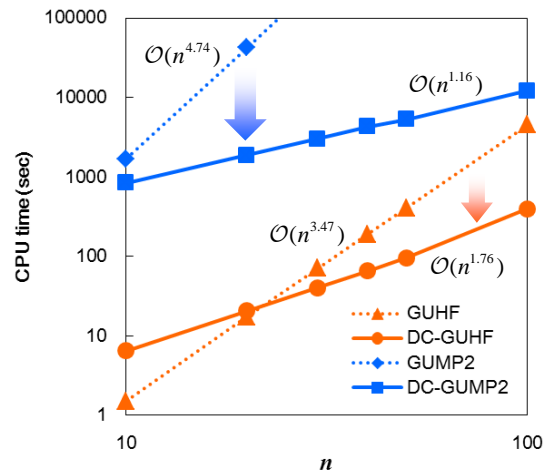 100000
10000
1000
100
10
1
CPU time (sec)
10
100
n
O(n^4.74)
O(n^1.16)
O(n^3.47)
O(n^1.76)
GUHF
DC-GUHF
GUMP2
DC-GUMP2